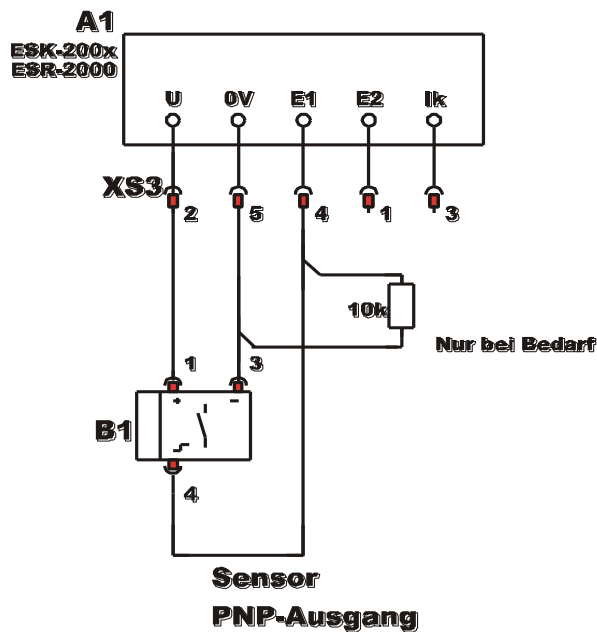 A1
ESK-200x
ESR-2000
U 0V E1 E2 Ik
XS3
2 5 4 1 3
10k
Nur bei Bedarf
1 3
+ −
B1
4
Sensor
PNP-Ausgang